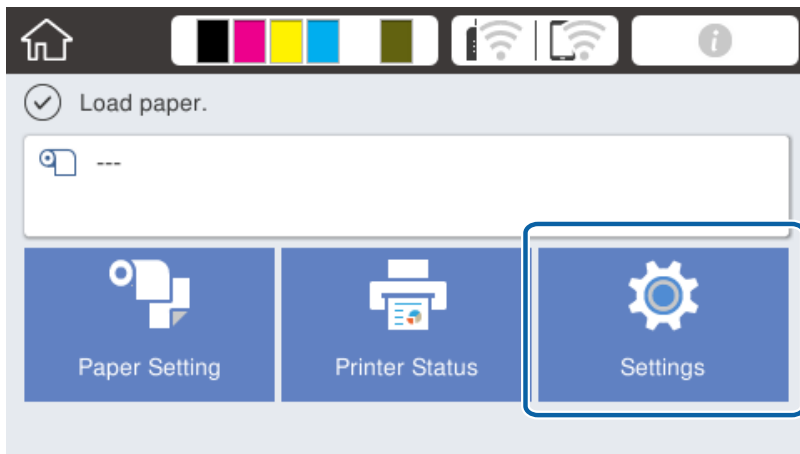 Load paper.
---
Paper Setting
Printer Status
Settings